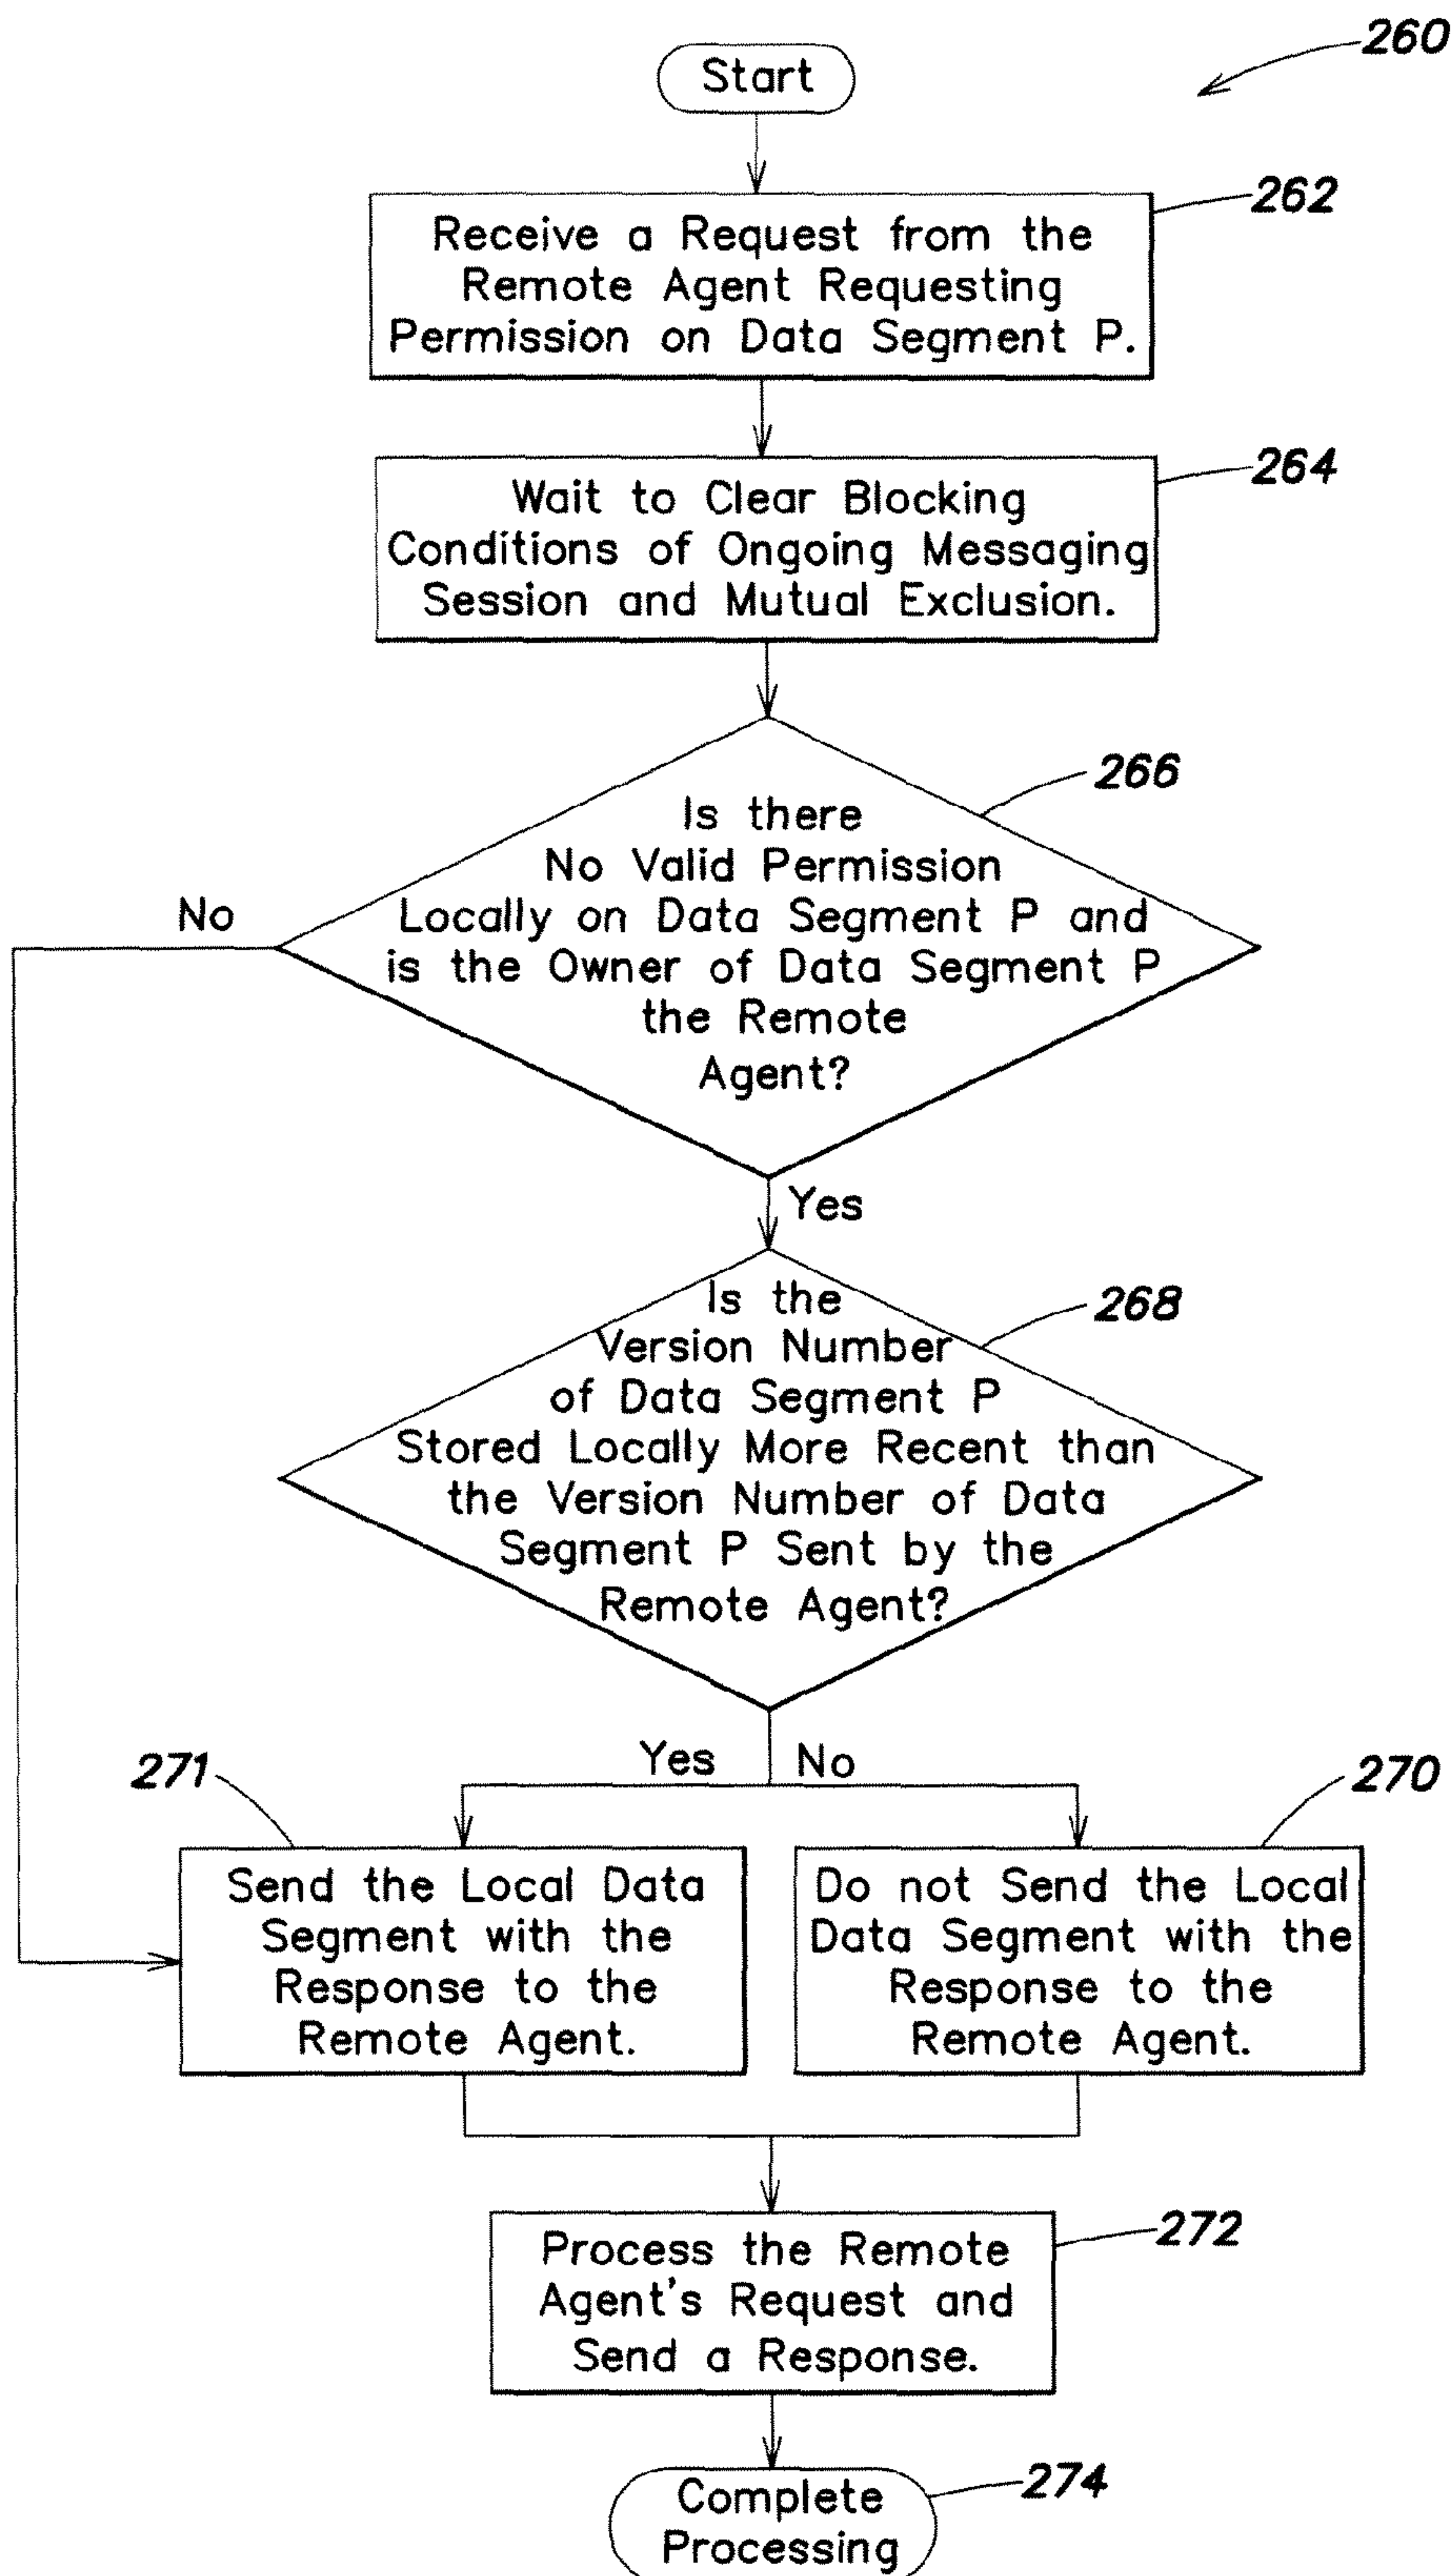 260
Start
262
Receive a Request from the
Remote Agent Requesting
Permission on Data Segment P.
264
Wait to Clear Blocking
Conditions of Ongoing Messaging
Session and Mutual Exclusion.
266
Is there
No Valid Permission
Locally on Data Segment P and
is the Owner of Data Segment P
the Remote
Agent?
No
Yes
268
Is the
Version Number
of Data Segment P
Stored Locally More Recent than
the Version Number of Data
Segment P Sent by the
Remote Agent?
Yes
No
271
270
Send the Local Data
Segment with the
Response to the
Remote Agent.
Do not Send the Local
Data Segment with the
Response to the
Remote Agent.
272
Process the Remote
Agent's Request and
Send a Response.
274
Complete
Processing